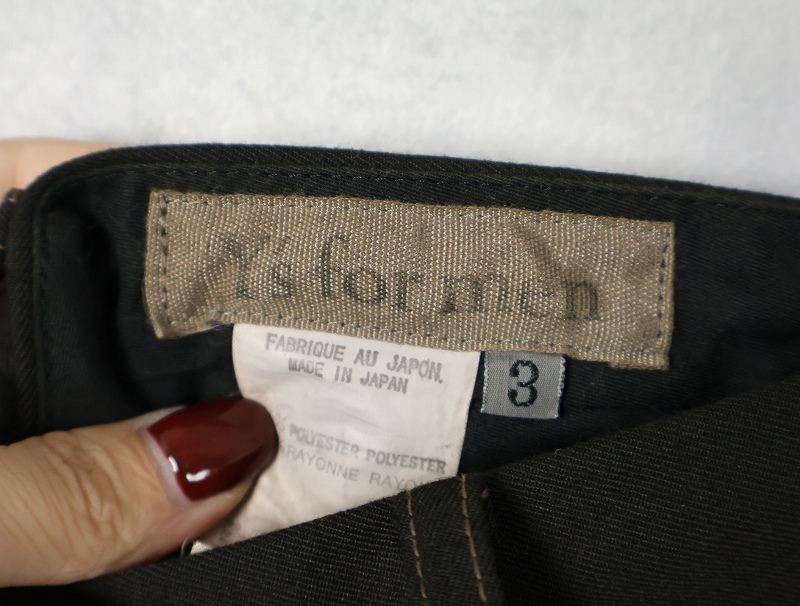 Y's for men
FABRIQUE AU JAPON.
MADE IN JAPAN
3
POLYESTER POLYESTER
RAYONNE